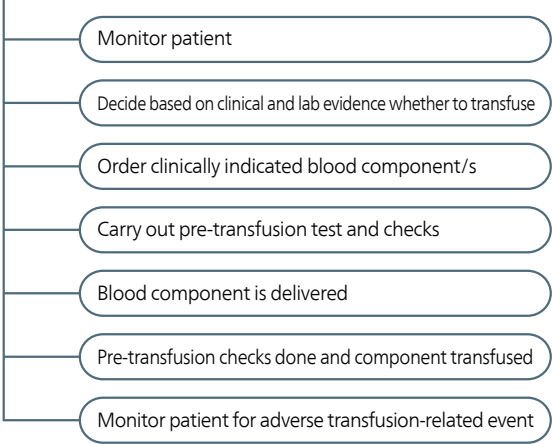 Monitor patient
Decide based on clinical and lab evidence whether to transfuse
Order clinically indicated blood component/s
Carry out pre-transfusion test and checks
Blood component is delivered
Pre-transfusion checks done and component transfused
Monitor patient for adverse transfusion-related event